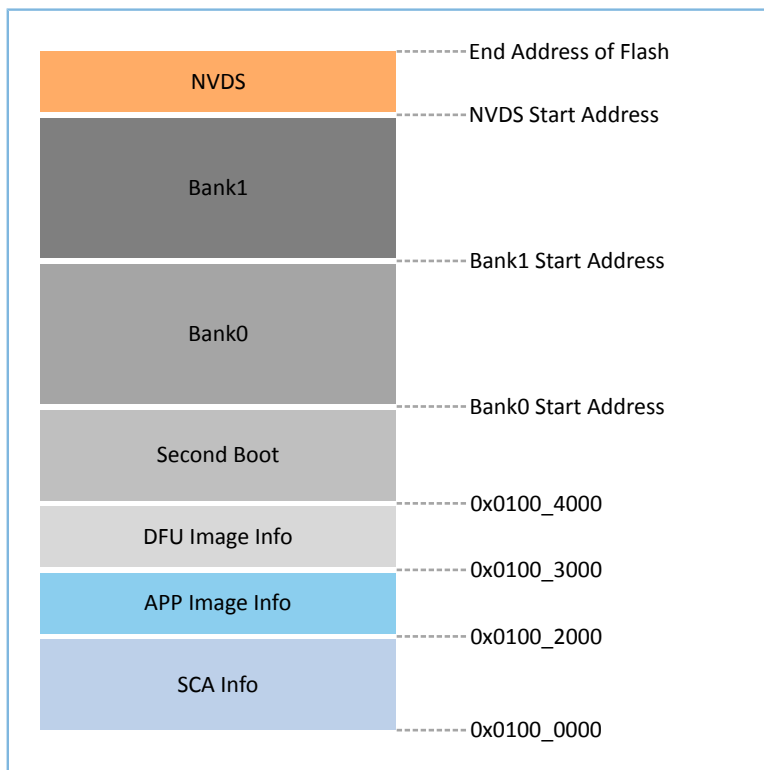 End Address of Flash
NVDS
NVDS Start Address
Bank1
Bank1 Start Address
Bank0
Bank0 Start Address
Second Boot
0x0100_4000
DFU Image Info
0x0100_3000
APP Image Info
0x0100_2000
SCA Info
0x0100_0000